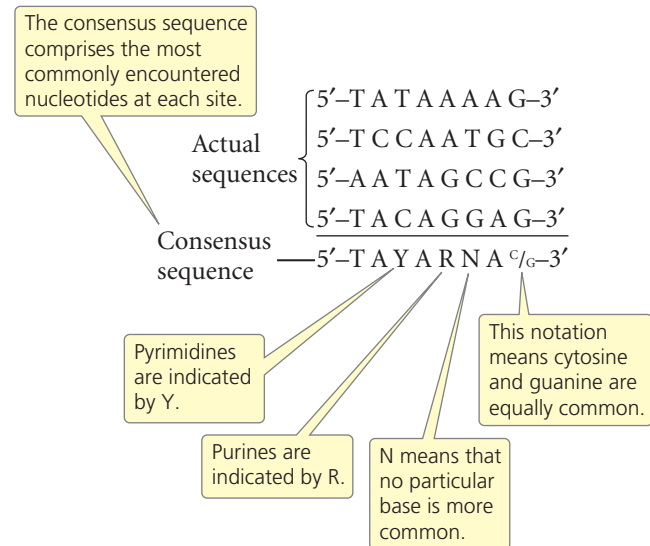 The consensus sequence
comprises the most
commonly encountered
nucleotides at each site.
Actual
sequences
5′–T A T A A A A G–3′
5′–T C C A A T G C–3′
5′–A A T A G C C G–3′
5′–T A C A G G A G–3′
Consensus
sequence
5′–T A Y A R N A C/G–3′
Pyrimidines
are indicated
by Y.
Purines are
indicated by R.
N means that
no particular
base is more
common.
This notation
means cytosine
and guanine are
equally common.